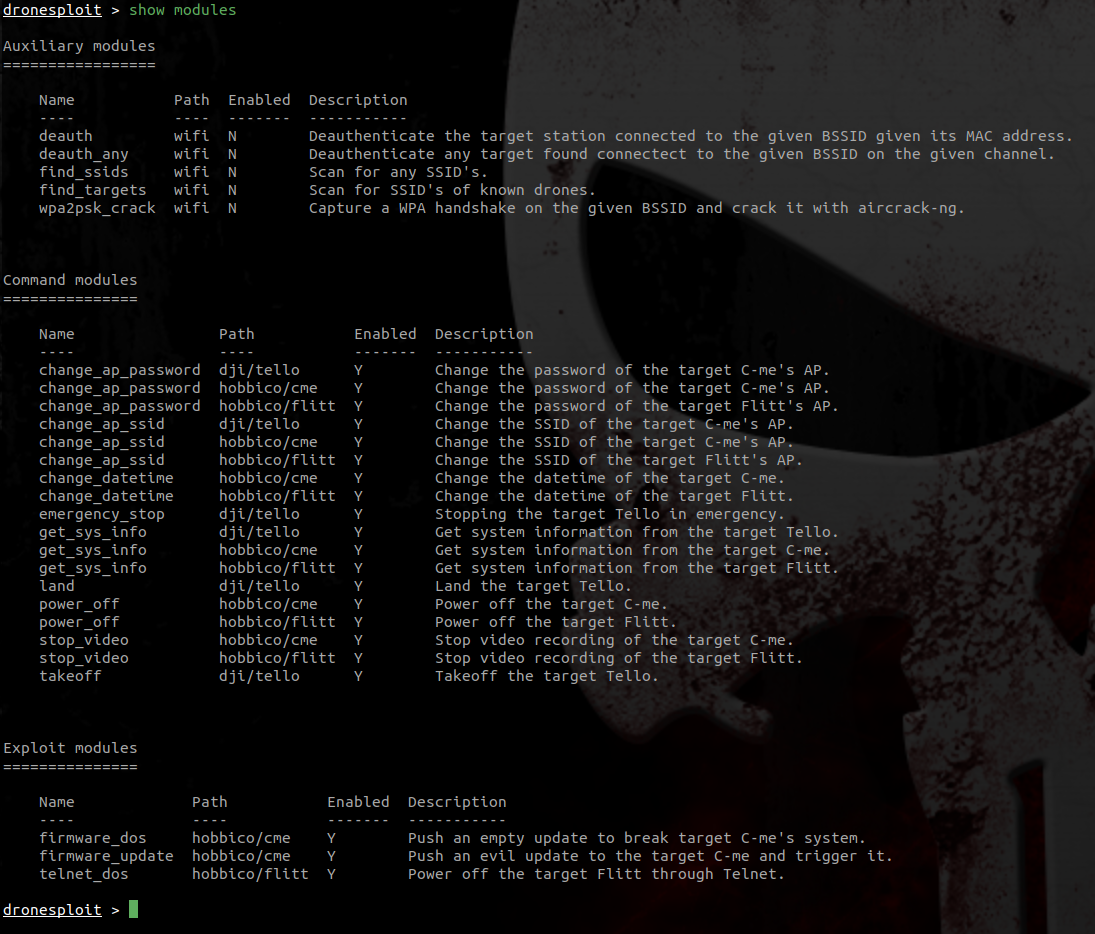 dronesploit > show modules
Auxiliary modules
=================
Name Path Enabled Description
---- ---- ------- -----------
deauth wifi N Deauthenticate the target station connected to the given BSSID given its MAC address.
deauth_any wifi N Deauthenticate any target found connectect to the given BSSID on the given channel.
find_ssids wifi N Scan for any SSID's.
find_targets wifi N Scan for SSID's of known drones.
wpa2psk_crack wifi N Capture a WPA handshake on the given BSSID and crack it with aircrack-ng.
Command modules
===============
Name Path Enabled Description
---- ---- ------- -----------
change_ap_password dji/tello Y Change the password of the target C-me's AP.
change_ap_password hobbico/cme Y Change the password of the target C-me's AP.
change_ap_password hobbico/flitt Y Change the password of the target Flitt's AP.
change_ap_ssid dji/tello Y Change the SSID of the target C-me's AP.
change_ap_ssid hobbico/cme Y Change the SSID of the target C-me's AP.
change_ap_ssid hobbico/flitt Y Change the SSID of the target Flitt's AP.
change_datetime hobbico/cme Y Change the datetime of the target C-me.
change_datetime hobbico/flitt Y Change the datetime of the target Flitt.
emergency_stop dji/tello Y Stopping the target Tello in emergency.
get_sys_info dji/tello Y Get system information from the target Tello.
get_sys_info hobbico/cme Y Get system information from the target C-me.
get_sys_info hobbico/flitt Y Get system information from the target Flitt.
land dji/tello Y Land the target Tello.
power_off hobbico/cme Y Power off the target C-me.
power_off hobbico/flitt Y Power off the target Flitt.
stop_video hobbico/cme Y Stop video recording of the target C-me.
stop_video hobbico/flitt Y Stop video recording of the target Flitt.
takeoff dji/tello Y Takeoff the target Tello.
Exploit modules
===============
Name Path Enabled Description
---- ---- ------- -----------
firmware_dos hobbico/cme Y Push an empty update to break target C-me's system.
firmware_update hobbico/cme Y Push an evil update to the target C-me and trigger it.
telnet_dos hobbico/flitt Y Power off the target Flitt through Telnet.
dronesploit >